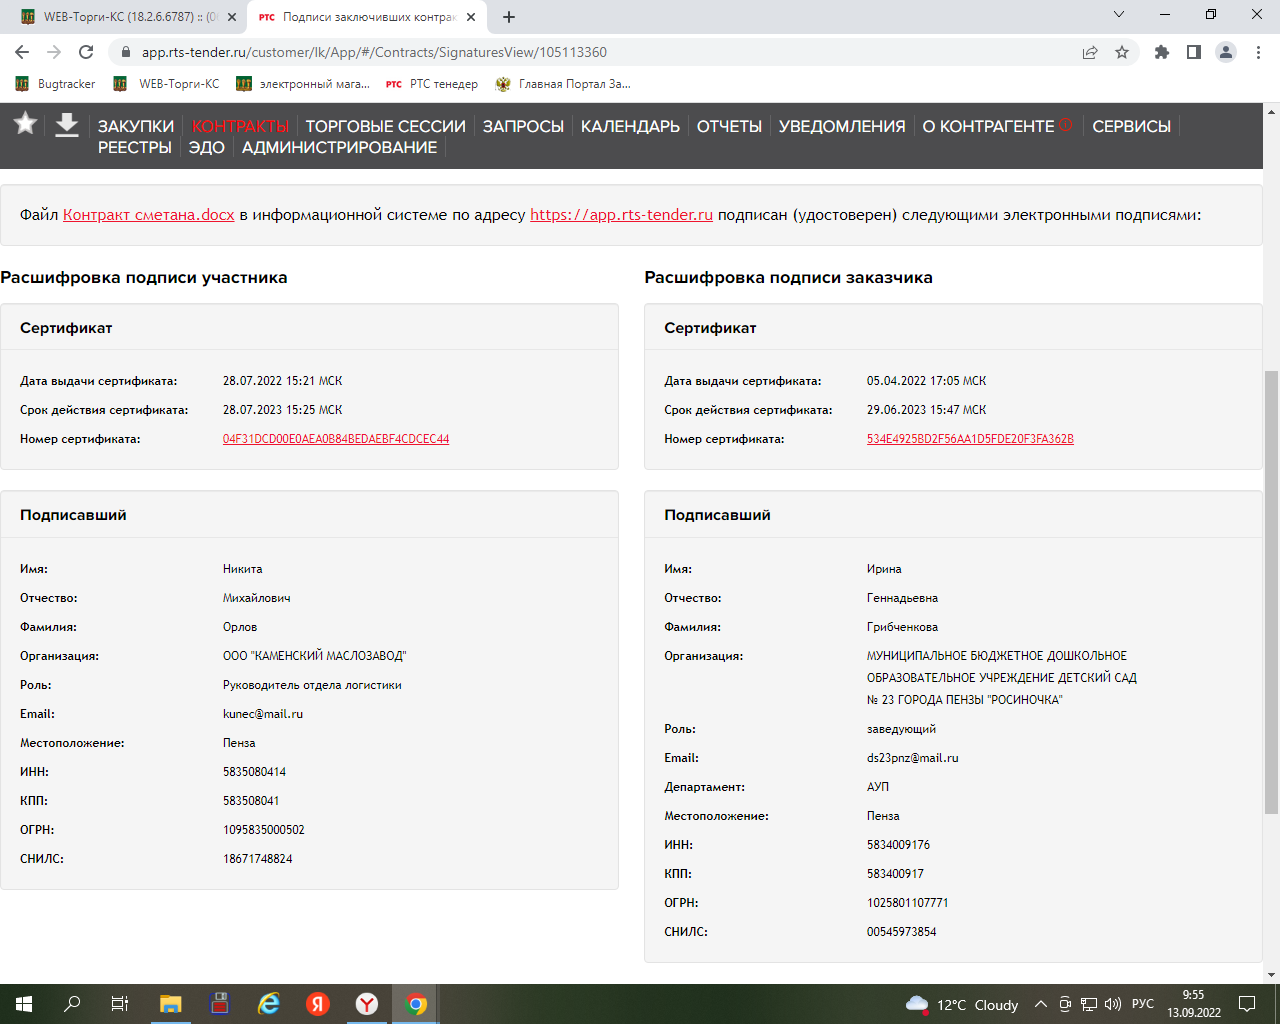 WEB-Торги-КС (18.2.6.6787) :: (0
РТС Подписи заключивших контрак
app.rts-tender.ru/customer/lk/App/#/Contracts/SignaturesView/105113360
Bugtracker WEB-Торги-КС электронный мага... РТС РТС тенедер Главная Портал За...
ЗАКУПКИ КОНТРАКТЫ ТОРГОВЫЕ СЕССИИ ЗАПРОСЫ КАЛЕНДАРЬ ОТЧЕТЫ УВЕДОМЛЕНИЯ О КОНТРАГЕНТЕ СЕРВИСЫ
РЕЕСТРЫ ЭДО АДМИНИСТРИРОВАНИЕ
Файл Контракт сметана.docx в информационной системе по адресу https://app.rts-tender.ru подписан (удостоверен) следующими электронными подписями:
Расшифровка подписи участника
Сертификат
Дата выдачи сертификата: 28.07.2022 15:21 МСК
Срок действия сертификата: 28.07.2023 15:25 МСК
Номер сертификата: 04F31DCD00E0AEA0B84BEDAEBF4CDCEC44
Подписавший
Имя: Никита
Отчество: Михайлович
Фамилия: Орлов
Организация: ООО "КАМЕНСКИЙ МАСЛОЗАВОД"
Роль: Руководитель отдела логистики
Email: kunec@mail.ru
Местоположение: Пенза
ИНН: 5835080414
КПП: 583508041
ОГРН: 1095835000502
СНИЛС: 18671748824
Расшифровка подписи заказчика
Сертификат
Дата выдачи сертификата: 05.04.2022 17:05 МСК
Срок действия сертификата: 29.06.2023 15:47 МСК
Номер сертификата: 534E4925BD2F56AA1D5FDE20F3FA362B
Подписавший
Имя: Ирина
Отчество: Геннадьевна
Фамилия: Грибченкова
Организация: МУНИЦИПАЛЬНОЕ БЮДЖЕТНОЕ ДОШКОЛЬНОЕ
ОБРАЗОВАТЕЛЬНОЕ УЧРЕЖДЕНИЕ ДЕТСКИЙ САД
№ 23 ГОРОДА ПЕНЗЫ "РОСИНОЧКА"
Роль: заведующий
Email: ds23pnz@mail.ru
Департамент: АУП
Местоположение: Пенза
ИНН: 5834009176
КПП: 583400917
ОГРН: 1025801107771
СНИЛС: 00545973854
12°C Cloudy РУС 9:55
13.09.2022